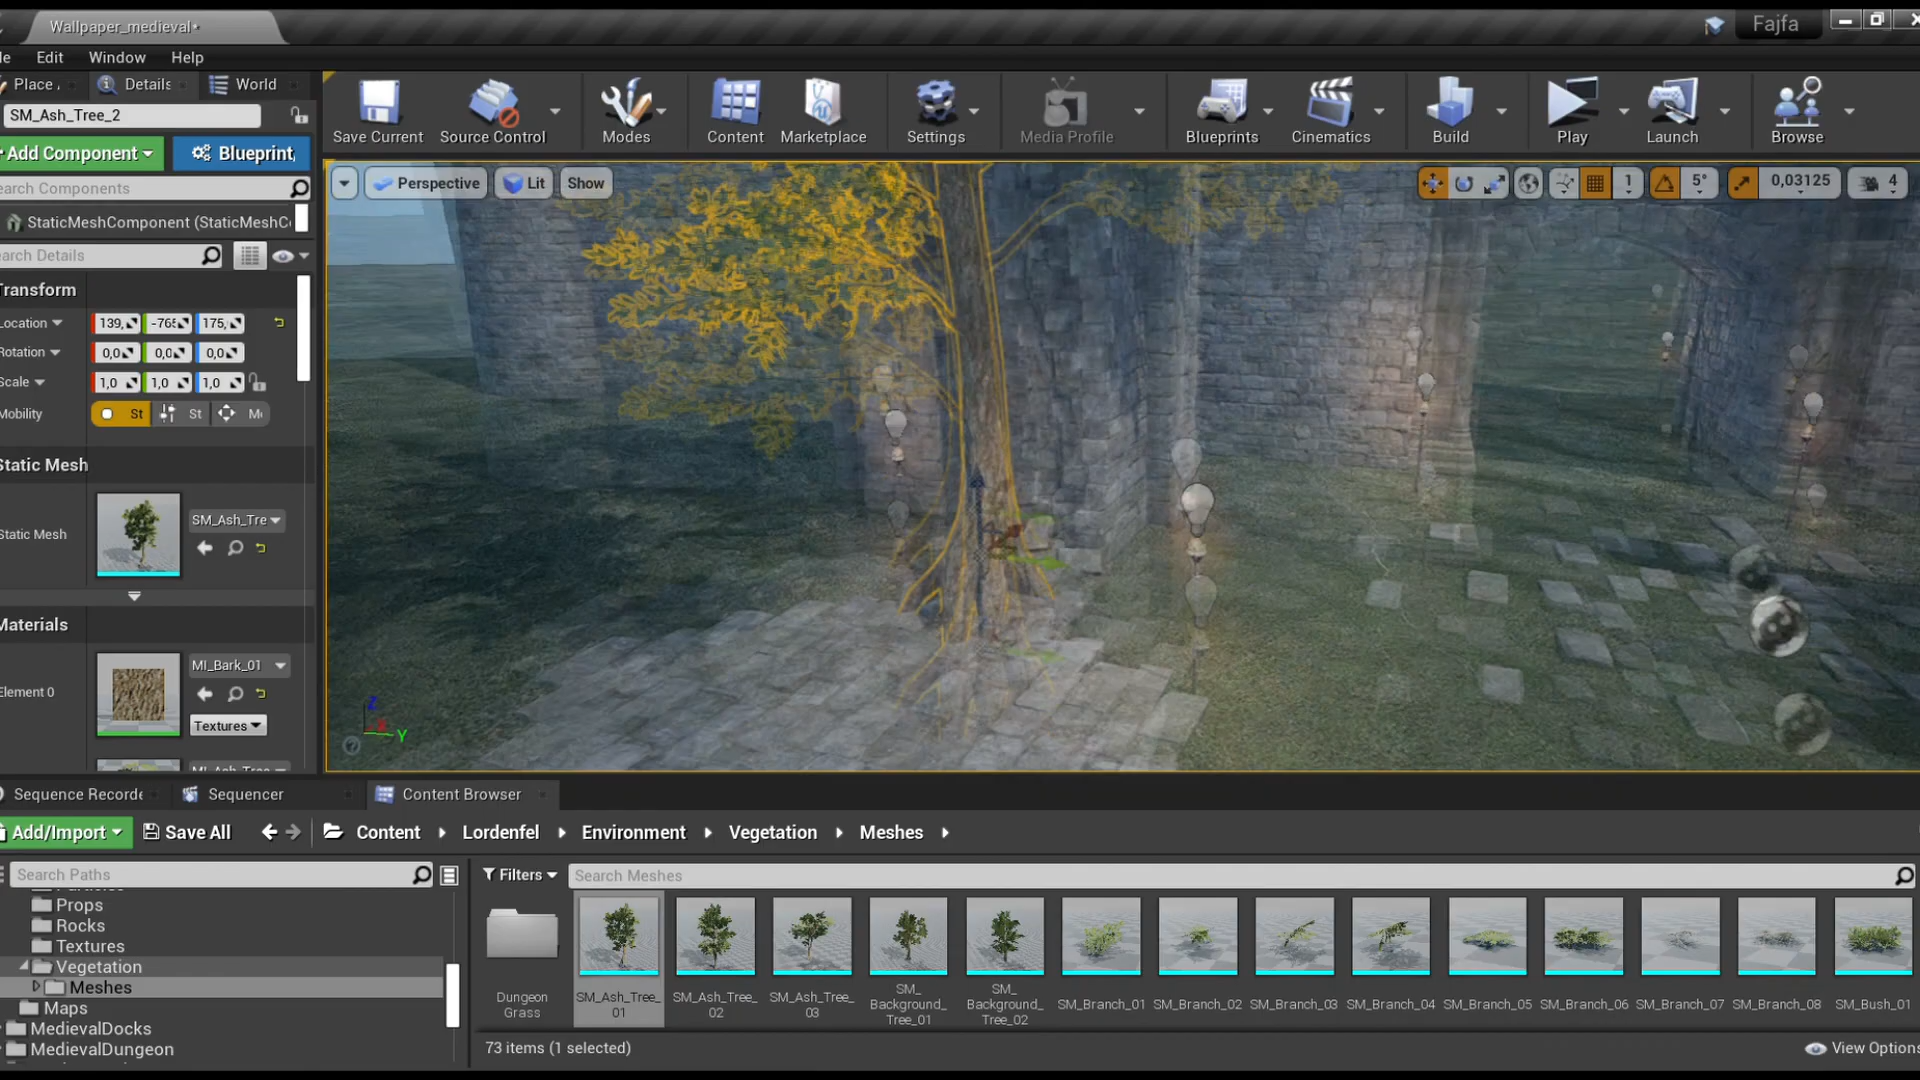 Wallpaper_medieval•
Fajfa
Edit Window Help
Place Details World
SM_Ash_Tree_2
Add Component
Blueprint
Save Current
Source Control
Modes
Content
Marketplace
Settings
Media Profile
Blueprints
Cinematics
Build
Play
Launch
Browse
earch Components
StaticMeshComponent (StaticMeshC
earch Details
Transform
Location 139, -765 175,
Rotation 0,0 0,0 0,0
Scale 1,0 1,0 1,0
Mobility St St M
Static Mesh
Static Mesh SM_Ash_Tre
Materials
Element 0 MI_Bark_01
Textures
Perspective
Lit
Show
1
5°
0,03125
4
Z
Y
Sequence Recorde
Sequencer
Content Browser
Add/Import
Save All
Content
Lordenfel
Environment
Vegetation
Meshes
Search Paths
Filters
Search Meshes
Props
Rocks
Textures
Vegetation
Meshes
Maps
MedievalDocks
MedievalDungeon
Dungeon
Grass
SM_Ash_Tree_
01
SM_Ash_Tree_
02
SM_Ash_Tree_
03
SM_
Background_
Tree_01
SM_
Background_
Tree_02
SM_Branch_01
SM_Branch_02
SM_Branch_03
SM_Branch_04
SM_Branch_05
SM_Branch_06
SM_Branch_07
SM_Branch_08
SM_Bush_01
73 items (1 selected)
View Options